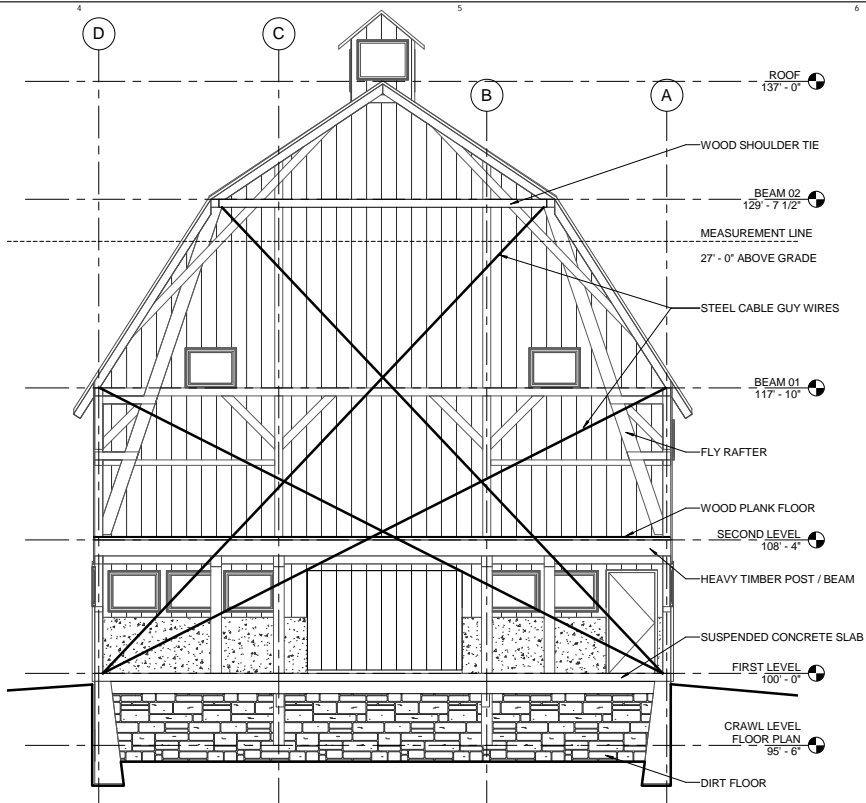 4
5
6
D
C
B
A
ROOF
137' - 0"
WOOD SHOULDER TIE
BEAM 02
129' - 7 1/2"
MEASUREMENT LINE
27' - 0" ABOVE GRADE
STEEL CABLE GUY WIRES
BEAM 01
117' - 10"
FLY RAFTER
WOOD PLANK FLOOR
SECOND LEVEL
108' - 4"
HEAVY TIMBER POST / BEAM
SUSPENDED CONCRETE SLAB
FIRST LEVEL
100' - 0"
CRAWL LEVEL
FLOOR PLAN
95' - 6"
DIRT FLOOR